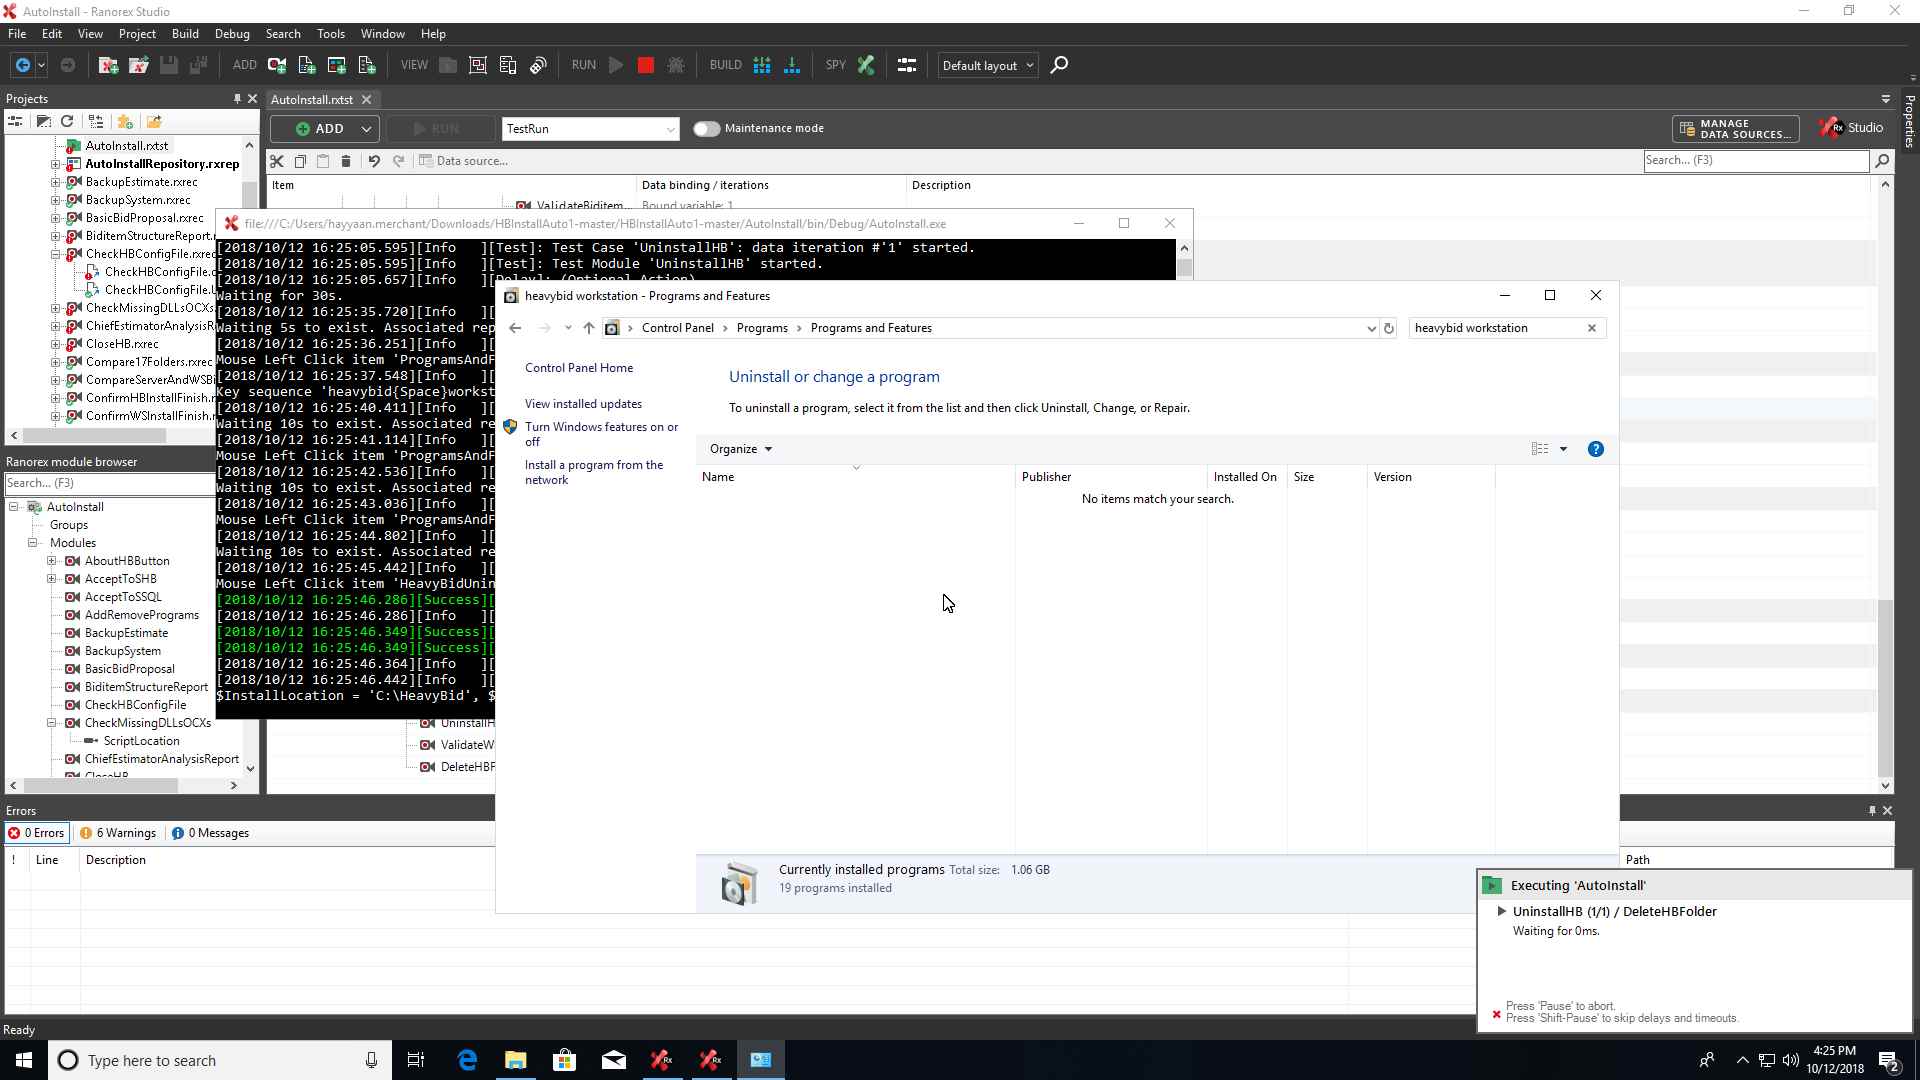 AutoInstall - Ranorex Studio
File Edit View Project Build Debug Search Tools Window Help
ADD VIEW RUN BUILD SPY Default layout
Projects
AutoInstall.rxtst
ADD RUN TestRun Maintenance mode MANAGE DATA SOURCES... Rx Studio
Data source... Search... (F3)
Properties
Item Data binding / iterations Description
ValidateBiditem... Bound variable: 1
AutoInstall.rxtst
AutoInstallRepository.rxrep
BackupEstimate.rxrec
BackupSystem.rxrec
BasicBidProposal.rxrec
BiditemStructureReport.r
CheckHBConfigFile.rxrec
CheckHBConfigFile.
CheckHBConfigFile.U
CheckMissingDLLsOCXs.
ChiefEstimatorAnalysisR
CloseHB.rxrec
Compare17Folders.rxrec
CompareServerAndWSBi
ConfirmHBInstallFinish.r
ConfirmWSInstallFinish.r
Ranorex module browser
Search... (F3)
AutoInstall
Groups
Modules
AboutHBButton
AcceptToSHB
AcceptToSSQL
AddRemovePrograms
BackupEstimate
BackupSystem
BasicBidProposal
BiditemStructureReport
CheckHBConfigFile
CheckMissingDLLsOCXs
ScriptLocation
ChiefEstimatorAnalysisReport
CloseHB
file:///C:/Users/hayyaan.merchant/Downloads/HBInstallAuto1-master/HBInstallAuto1-master/AutoInstall/bin/Debug/AutoInstall.exe
[2018/10/12 16:25:05.595][Info ][Test]: Test Case 'UninstallHB': data iteration #'1' started.
[2018/10/12 16:25:05.595][Info ][Test]: Test Module 'UninstallHB' started.
[2018/10/12 16:25:05.657][Info ][Delay]: (Optional Action)
Waiting for 30s.
[2018/10/12 16:25:35.720][Info ][
Waiting 5s to exist. Associated rep
[2018/10/12 16:25:36.251][Info ][
Mouse Left Click item 'ProgramsAndF
[2018/10/12 16:25:37.548][Info ][
Key sequence 'heavybid{Space}workst
[2018/10/12 16:25:40.411][Info ][
Waiting 10s to exist. Associated re
[2018/10/12 16:25:41.114][Info ][
Mouse Left Click item 'ProgramsAndF
[2018/10/12 16:25:42.536][Info ][
Waiting 10s to exist. Associated re
[2018/10/12 16:25:43.036][Info ][
Mouse Left Click item 'ProgramsAndF
[2018/10/12 16:25:44.802][Info ][
Waiting 10s to exist. Associated re
[2018/10/12 16:25:45.442][Info ][
Mouse Left Click item 'HeavyBidUnin
[2018/10/12 16:25:46.286][Success][
[2018/10/12 16:25:46.286][Info ][
[2018/10/12 16:25:46.349][Success][
[2018/10/12 16:25:46.349][Success][
[2018/10/12 16:25:46.364][Info ][
[2018/10/12 16:25:46.442][Info ][
$InstallLocation = 'C:\HeavyBid', $
UninstallH
ValidateW
DeleteHBF
heavybid workstation - Programs and Features
Control Panel Programs Programs and Features heavybid workstation
Control Panel Home
View installed updates
Turn Windows features on or
off
Install a program from the
network
Uninstall or change a program
To uninstall a program, select it from the list and then click Uninstall, Change, or Repair.
Organize
Name Publisher Installed On Size Version
No items match your search.
Currently installed programs Total size: 1.06 GB
19 programs installed
Errors
0 Errors 6 Warnings 0 Messages
! Line Description Path
Executing 'AutoInstall'
UninstallHB (1/1) / DeleteHBFolder
Waiting for 0ms.
Press 'Pause' to abort.
Press 'Shift-Pause' to skip delays and timeouts.
Ready
Type here to search
4:25 PM
10/12/2018
2